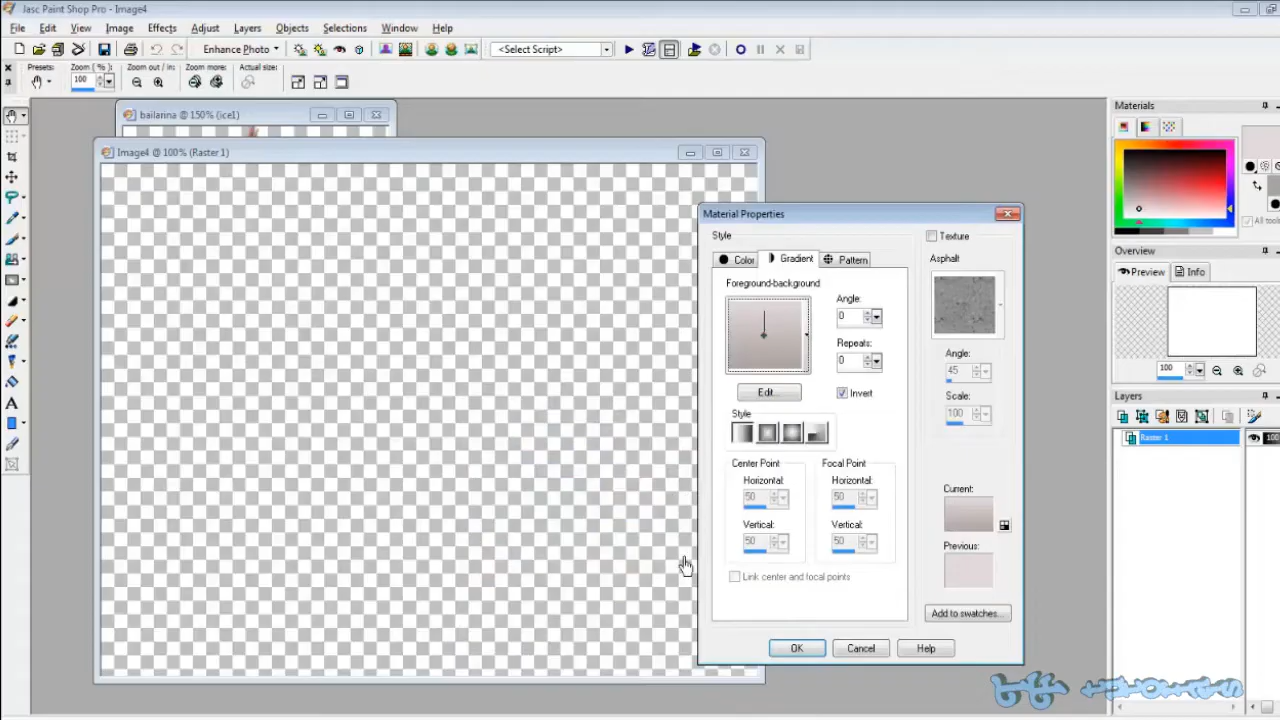 Jasc Paint Shop Pro - Image4
File Edit View Image Effects Adjust Layers Objects Selections Window Help
Enhance Photo
<Select Script>
Presets: Zoom (%): Zoom out / in: Zoom more: Actual size:
100
bailarina @ 150% (ice1)
Image4 @ 100% (Raster 1)
Material Properties
Style
Color Gradient Pattern
Foreground-background
Angle:
0
Repeats:
0
Edit...
Invert
Style
Center Point
Horizontal:
50
Vertical:
50
Focal Point
Horizontal:
50
Vertical:
50
Link center and focal points
Texture
Asphalt
Angle:
45
Scale:
100
Current:
Previous:
Add to swatches...
OK Cancel Help
Materials
All tools
Overview
Preview Info
100
Layers
Raster 1
100